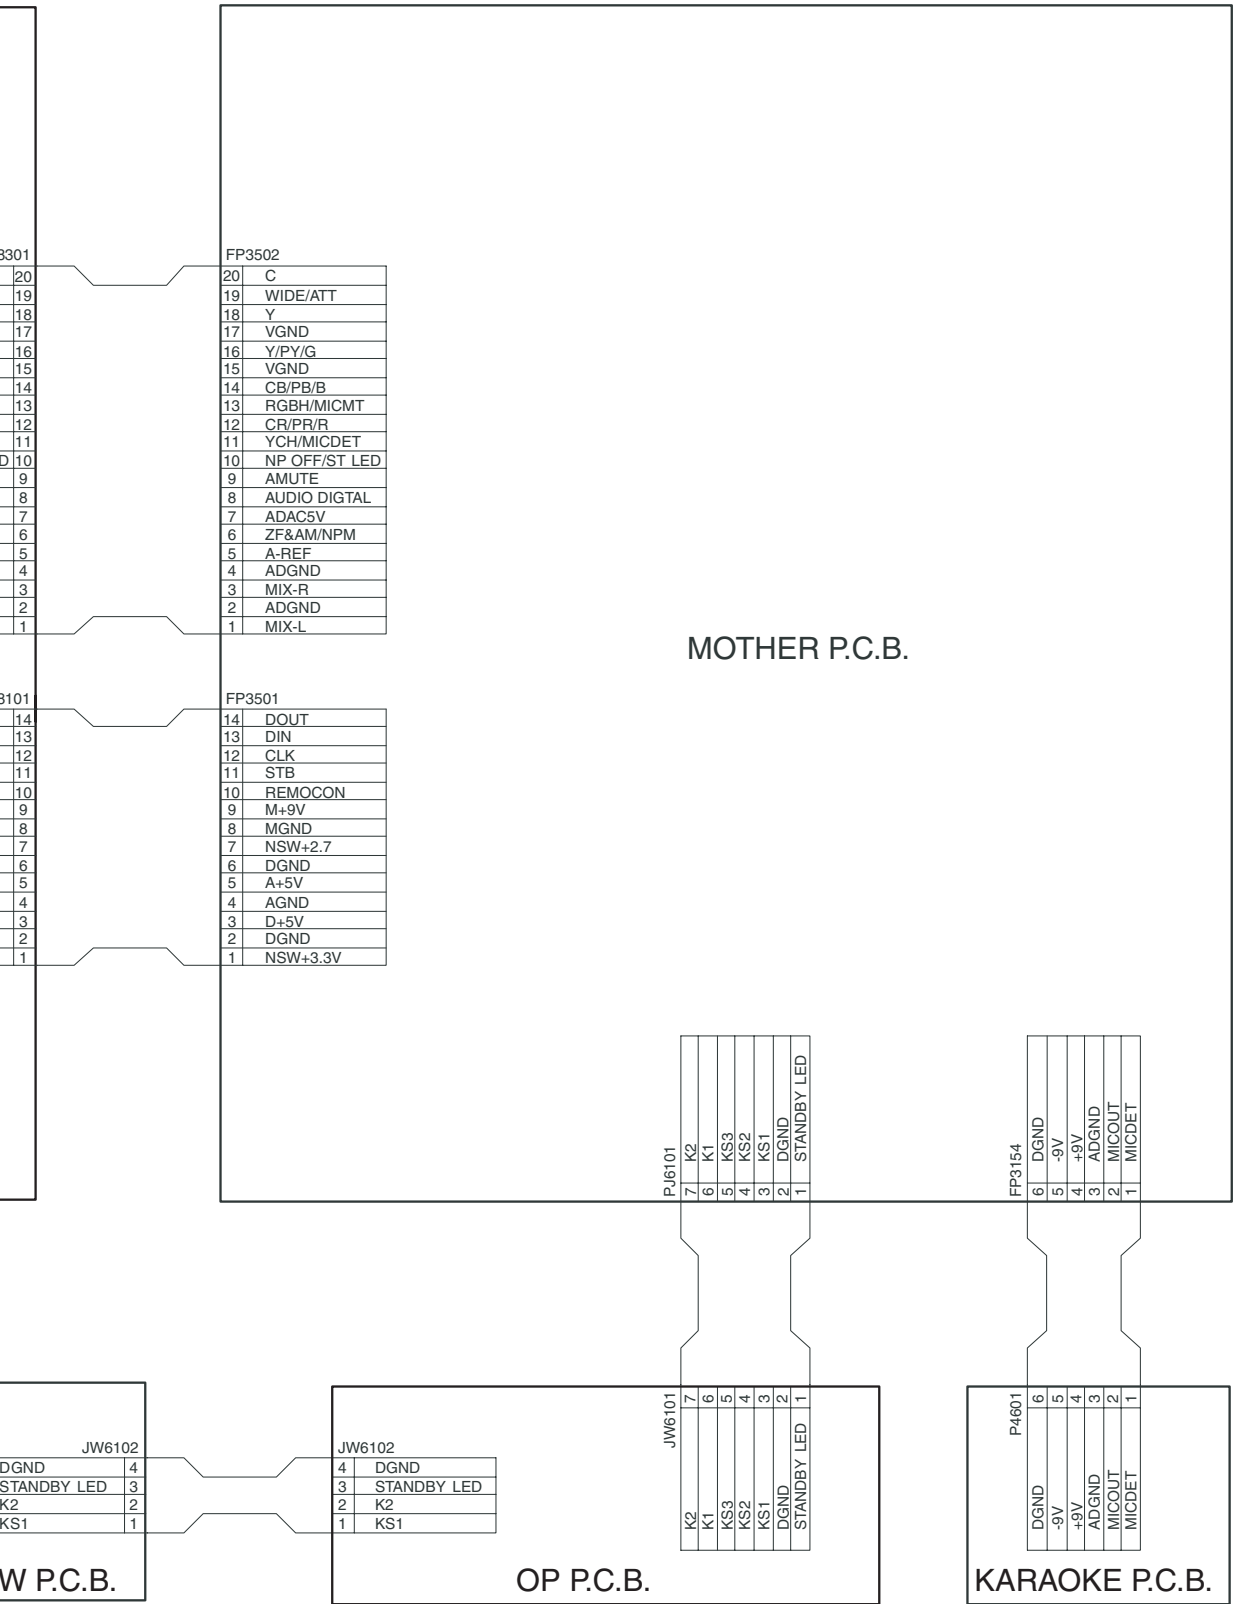 3301
20
19
18
17
16
15
14
13
12
11
D 10
9
8
7
6
5
4
3
2
1
FP3502
20 C
19 WIDE/ATT
18 Y
17 VGND
16 Y/PY/G
15 VGND
14 CB/PB/B
13 RGBH/MICMT
12 CR/PR/R
11 YCH/MICDET
10 NP OFF/ST LED
9 AMUTE
8 AUDIO DIGTAL
7 ADAC5V
6 ZF&AM/NPM
5 A-REF
4 ADGND
3 MIX-R
2 ADGND
1 MIX-L
MOTHER P.C.B.
3101
14
13
12
11
10
9
8
7
6
5
4
3
2
1
FP3501
14 DOUT
13 DIN
12 CLK
11 STB
10 REMOCON
9 M+9V
8 MGND
7 NSW+2.7
6 DGND
5 A+5V
4 AGND
3 D+5V
2 DGND
1 NSW+3.3V
PJ6101
7 K2
6 K1
5 KS3
4 KS2
3 KS1
2 DGND
1 STANDBY LED
FP3154
6 DGND
5 -9V
4 +9V
3 ADGND
2 MICOUT
1 MICDET
JW6102
DGND 4
STANDBY LED 3
K2 2
KS1 1
W P.C.B.
JW6102
4 DGND
3 STANDBY LED
2 K2
1 KS1
OP P.C.B.
JW6101
7 K2
6 K1
5 KS3
4 KS2
3 KS1
2 DGND
1 STANDBY LED
P4601
6 DGND
5 -9V
4 +9V
3 ADGND
2 MICOUT
1 MICDET
KARAOKE P.C.B.